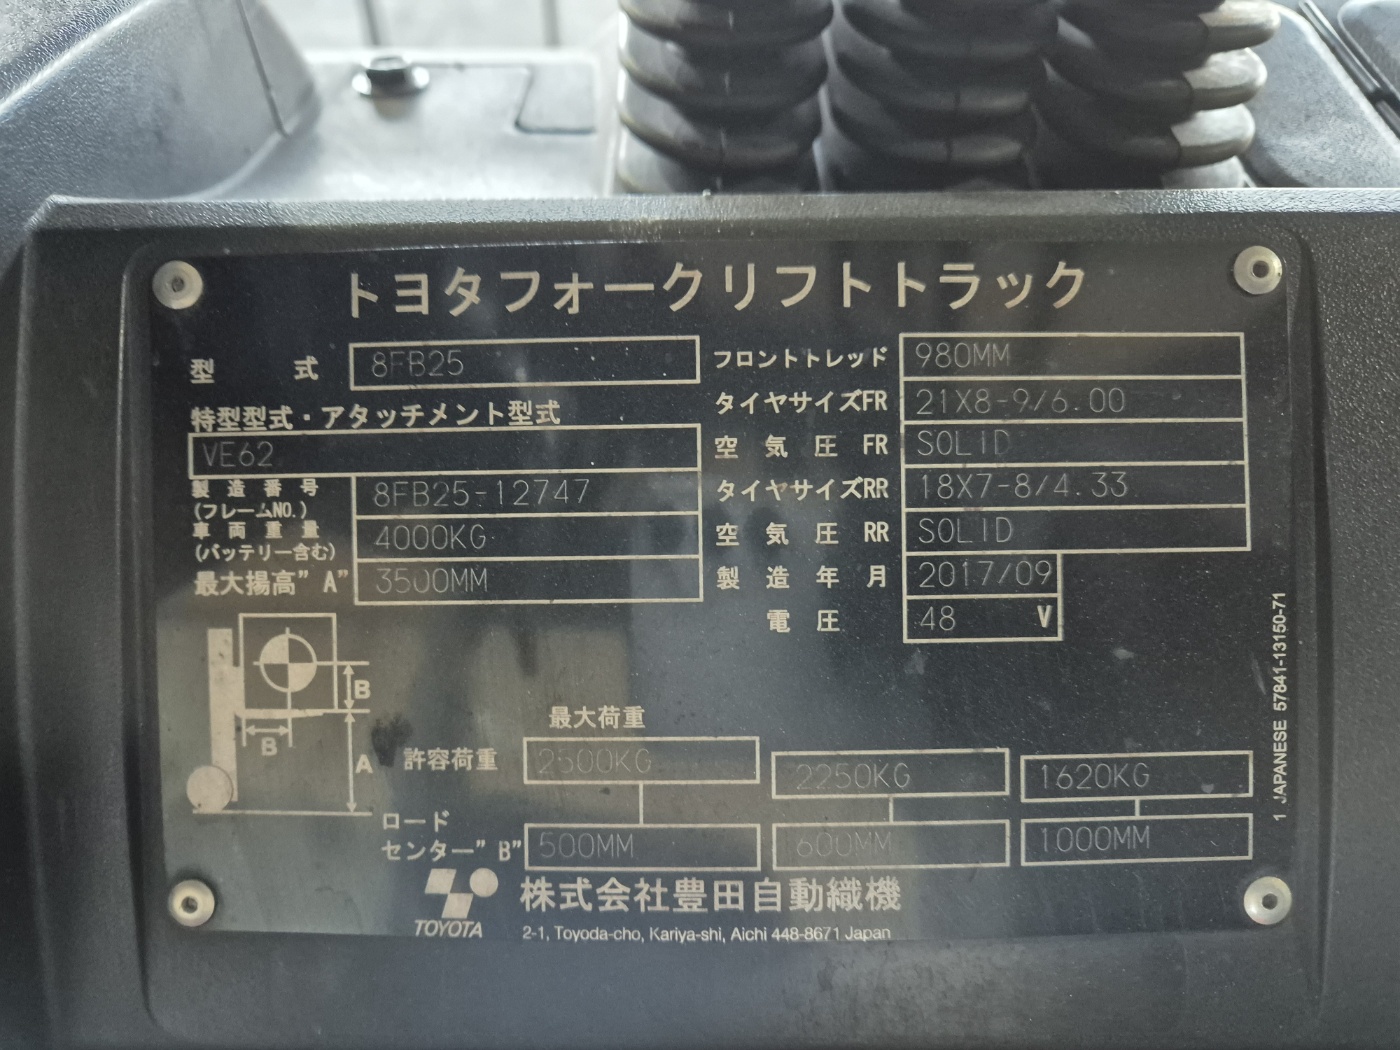 トヨタフォークリフトトラック
型式 8FB25
特型型式・アタッチメント型式
VE62
製造番号
(フレームNO.) 8FB25-12747
車両重量
(バッテリー含む) 4000KG
最大揚高"A" 3500MM
フロントトレッド 980MM
タイヤサイズFR 21X8-9/6.00
空気圧 FR SOLID
タイヤサイズRR 18X7-8/4.33
空気圧 RR SOLID
製造年月 2017/09
電圧 48 V
B
B
A
最大荷重
許容荷重 2500KG 2250KG 1620KG
ロード
センター"B" 500MM 600MM 1000MM
TOYOTA
株式会社豊田自動織機
2-1, Toyoda-cho, Kariya-shi, Aichi 448-8671 Japan
1 JAPANESE 57841-13150-71